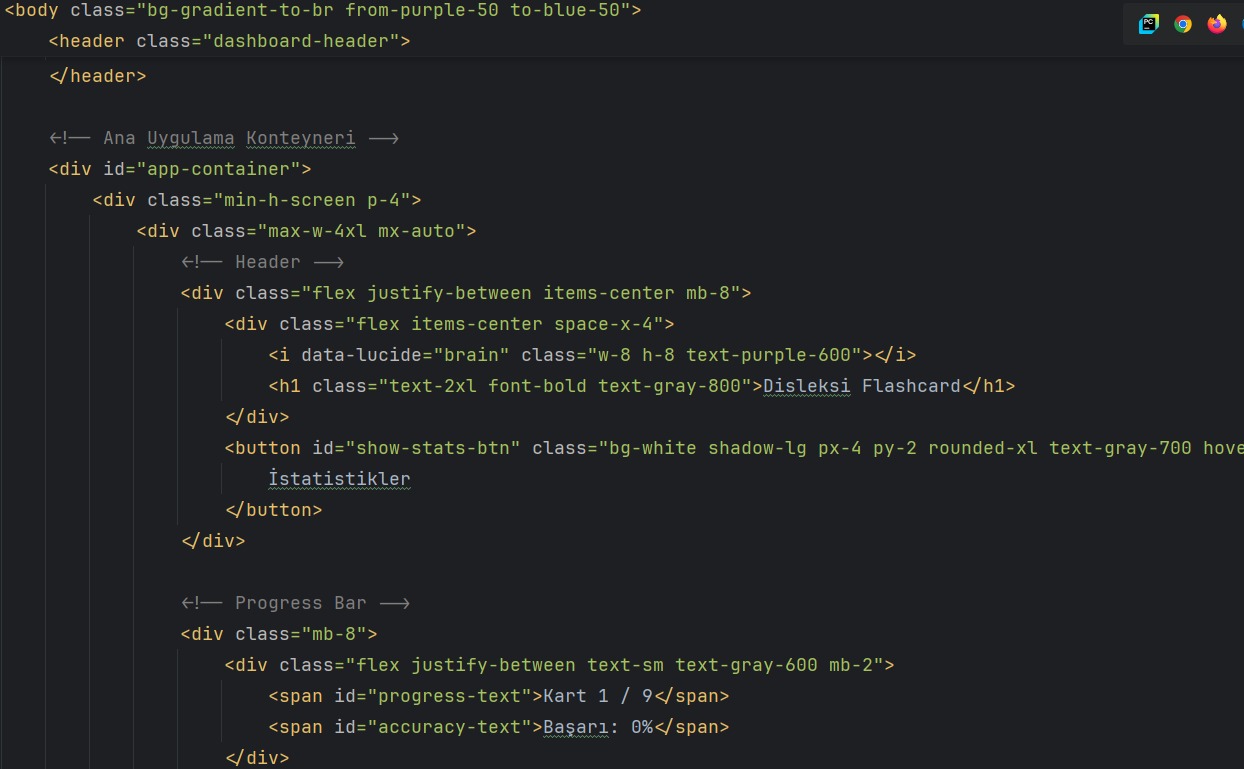 <body class="bg-gradient-to-br from-purple-50 to-blue-50">
    <header class="dashboard-header">
    </header>
    <!-- Ana Uygulama Konteyneri -->
    <div id="app-container">
        <div class="min-h-screen p-4">
            <div class="max-w-4xl mx-auto">
                <!-- Header -->
                <div class="flex justify-between items-center mb-8">
                    <div class="flex items-center space-x-4">
                        <i data-lucide="brain" class="w-8 h-8 text-purple-600"></i>
                        <h1 class="text-2xl font-bold text-gray-800">Disleksi Flashcard</h1>
                    </div>
                    <button id="show-stats-btn" class="bg-white shadow-lg px-4 py-2 rounded-xl text-gray-700 hove
                        İstatistikler
                    </button>
                </div>
                <!-- Progress Bar -->
                <div class="mb-8">
                    <div class="flex justify-between text-sm text-gray-600 mb-2">
                        <span id="progress-text">Kart 1 / 9</span>
                        <span id="accuracy-text">Başarı: 0%</span>
                    </div>